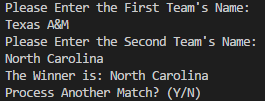 Please Enter the First Team's Name:
Texas A&M
Please Enter the Second Team's Name:
North Carolina
The Winner is: North Carolina
Process Another Match? (Y/N)